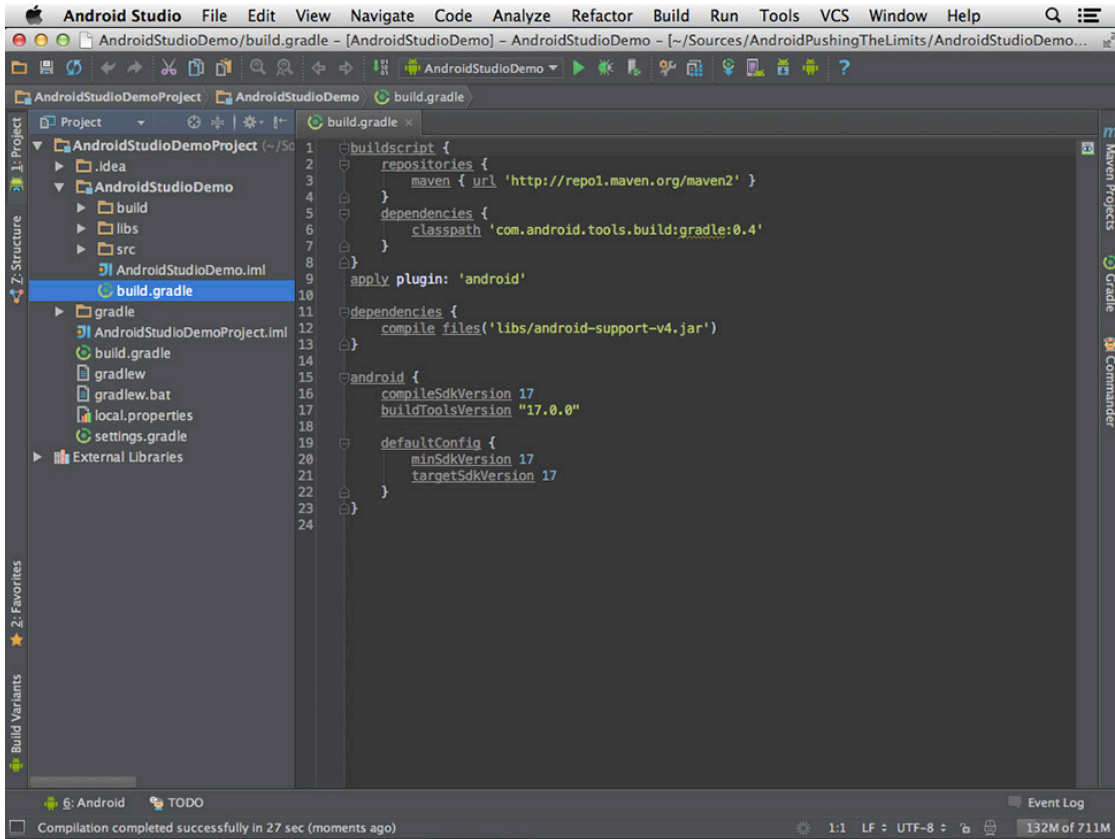 Android Studio File Edit View Navigate Code Analyze Refactor Build Run Tools VCS Window Help
AndroidStudioDemo/build.gradle – [AndroidStudioDemo] – AndroidStudioDemo – [~/Sources/AndroidPushingTheLimits/AndroidStudioDemo...
AndroidStudioDemo
AndroidStudioDemoProject AndroidStudioDemo build.gradle
1: Project
Z: Structure
2: Favorites
Build Variants
Project
AndroidStudioDemoProject (~/So
.idea
AndroidStudioDemo
build
libs
src
AndroidStudioDemo.iml
build.gradle
gradle
AndroidStudioDemoProject.iml
build.gradle
gradlew
gradlew.bat
local.properties
settings.gradle
External Libraries
build.gradle
1 buildscript {
2 repositories {
3 maven { url 'http://repo1.maven.org/maven2' }
4 }
5 dependencies {
6 classpath 'com.android.tools.build:gradle:0.4'
7 }
8 }
9 apply plugin: 'android'
10
11 dependencies {
12 compile files('libs/android-support-v4.jar')
13 }
14
15 android {
16 compileSdkVersion 17
17 buildToolsVersion "17.0.0"
18
19 defaultConfig {
20 minSdkVersion 17
21 targetSdkVersion 17
22 }
23 }
24
m Maven Projects
Gradle
Commander
6: Android TODO Event Log
Compilation completed successfully in 27 sec (moments ago) 1:1 LF UTF-8 132M of 711M